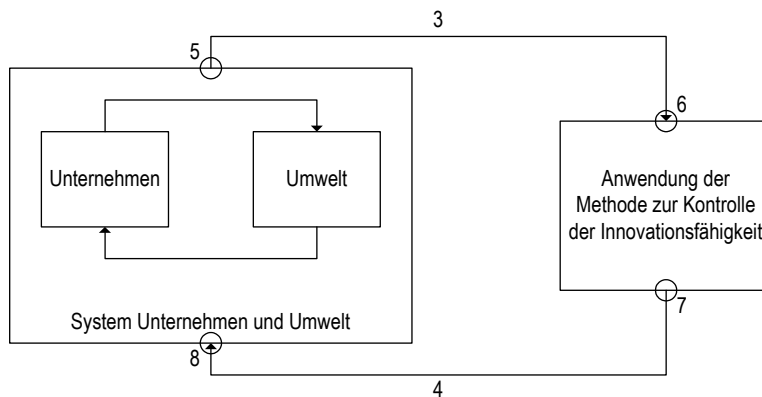 3
5
6
Unternehmen
Umwelt
Anwendung der
Methode zur Kontrolle
der Innovationsfähigkeit
System Unternehmen und Umwelt
7
8
4